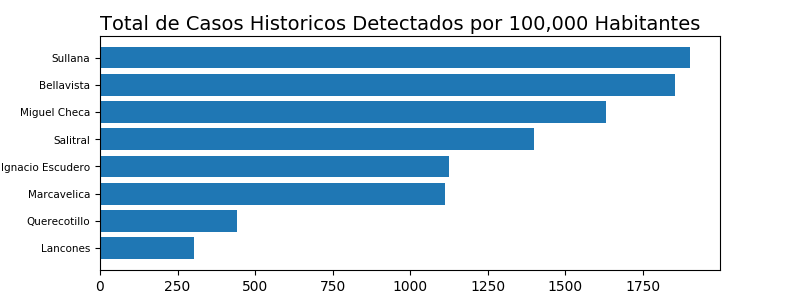 Total de Casos Historicos Detectados por 100,000 Habitantes
Sullana
Bellavista
Miguel Checa
Salitral
Ignacio Escudero
Marcavelica
Querecotillo
Lancones
0 250 500 750 1000 1250 1500 1750